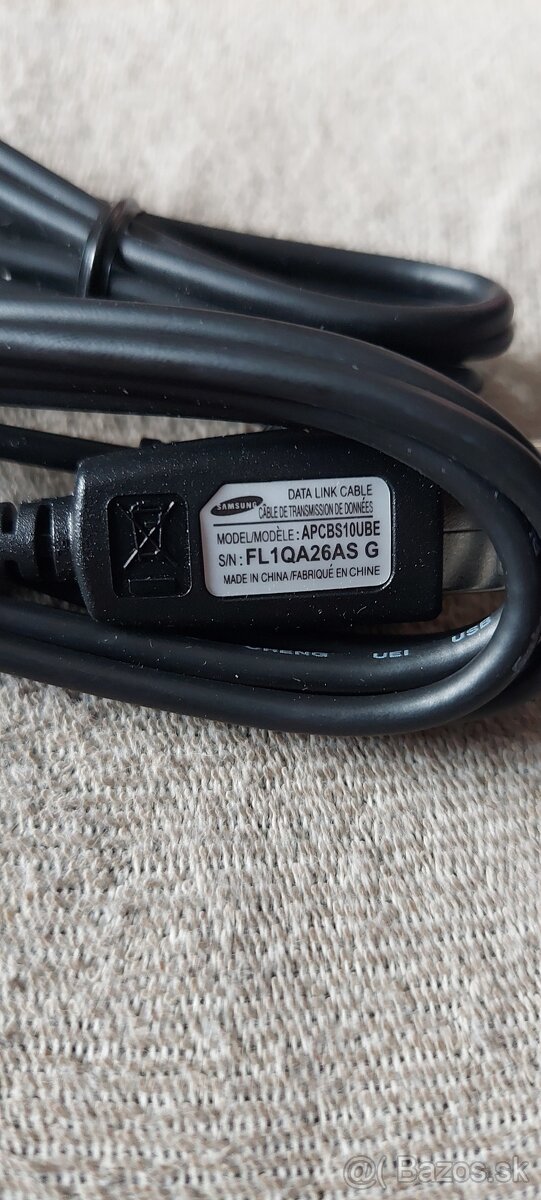 SAMSUNG
DATA LINK CABLE
CÂBLE DE TRANSMISSION DE DONNÉES
MODEL/MODÈLE : APCBS10UBE
S/N : FL1QA26AS G
MADE IN CHINA/FABRIQUÉ EN CHINE
UEI USB
@( Bazos.sk